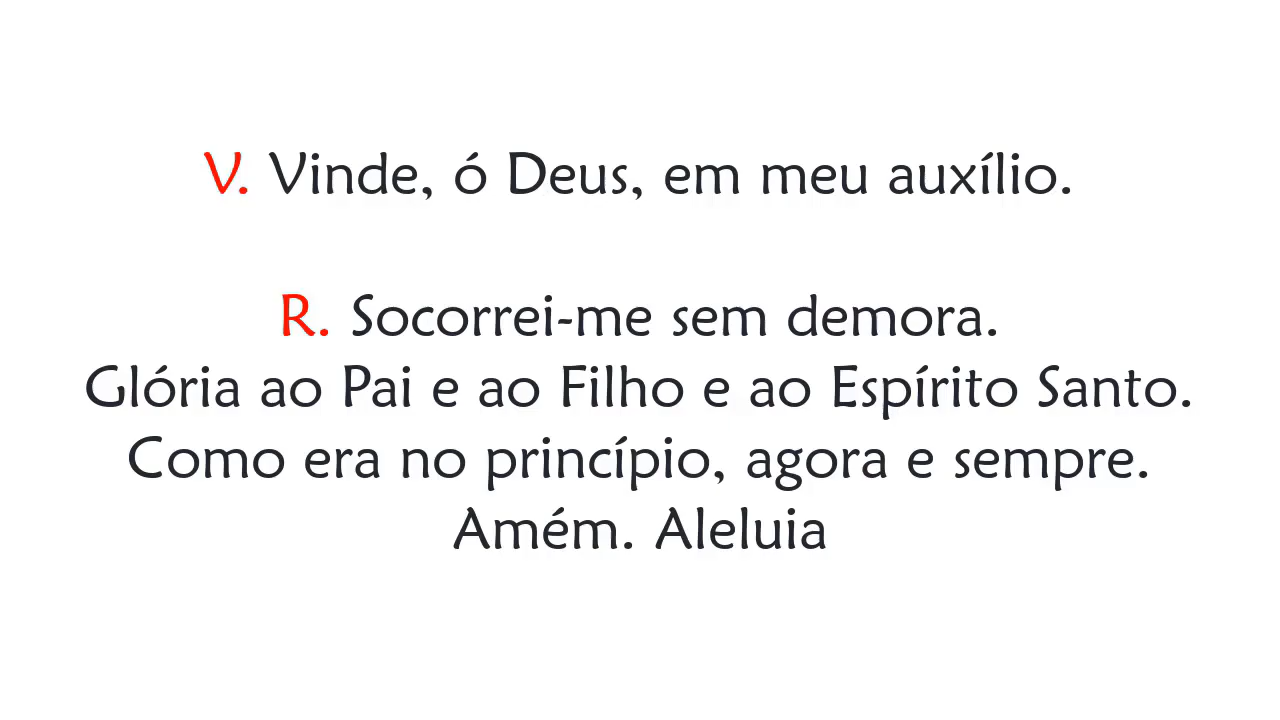 V. Vinde, ó Deus, em meu auxílio.
R. Socorrei-me sem demora.
Glória ao Pai e ao Filho e ao Espírito Santo.
Como era no princípio, agora e sempre.
Amém. Aleluia